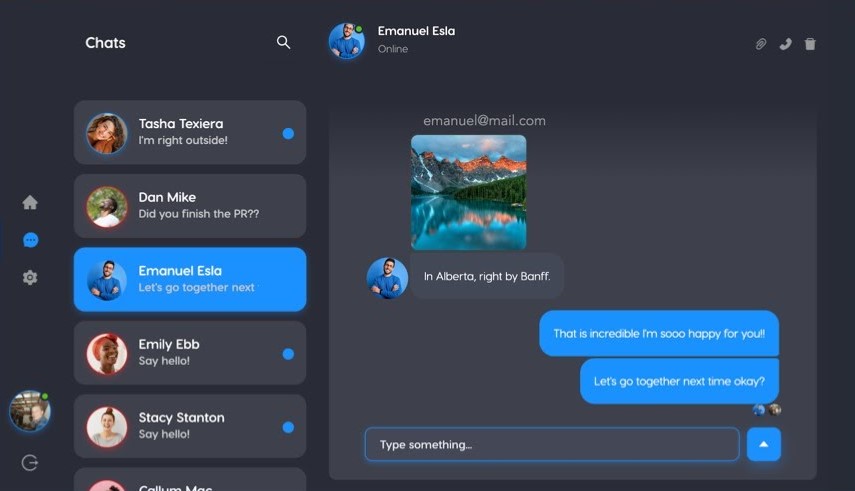 Chats
Tasha Texiera
I'm right outside!
Dan Mike
Did you finish the PR??
Emanuel Esla
Let's go together next
Emily Ebb
Say hello!
Stacy Stanton
Say hello!
Callum Mac
Emanuel Esla
Online
emanuel@mail.com
In Alberta, right by Banff.
That is incredible I'm sooo happy for you!!
Let's go together next time okay?
Type something...